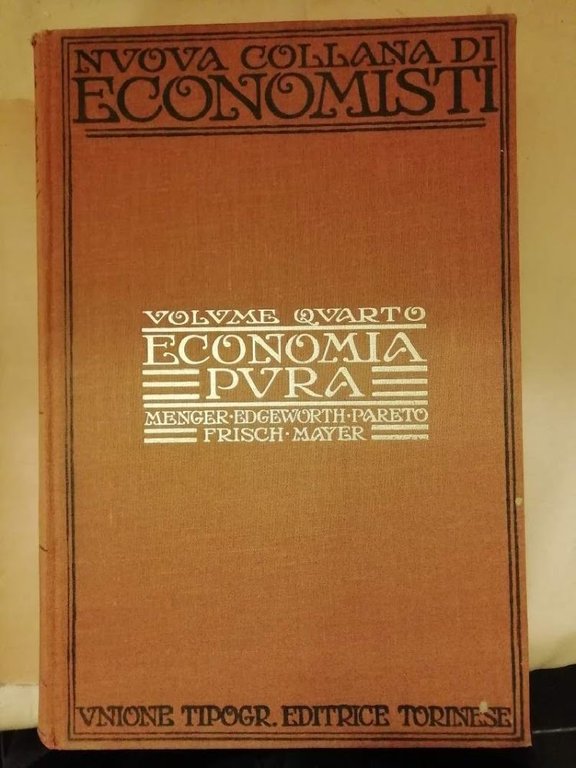 NVOVA COLLANA DI
ECONOMISTI
VOLVME QVARTO
ECONOMIA
PVRA
MENGER·EDGEWORTH·PARETO
FRISCH·MAYER
VNIONE TIPOGR. EDITRICE TORINESE